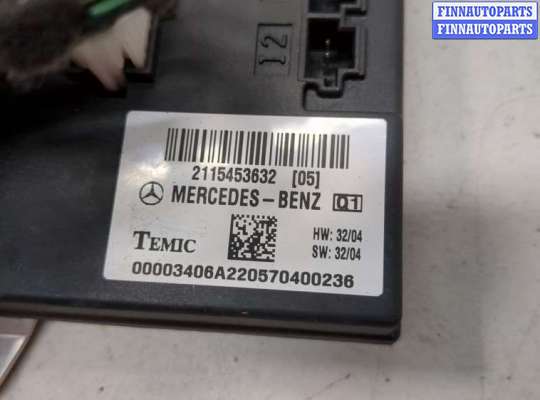 FINNAUTOPARTS
FINNAUTOPARTS
12
2115453632 [05]
MERCEDES-BENZ Q1
HW: 32/04
TEMIC
SW: 32/04
00003406A220570400236